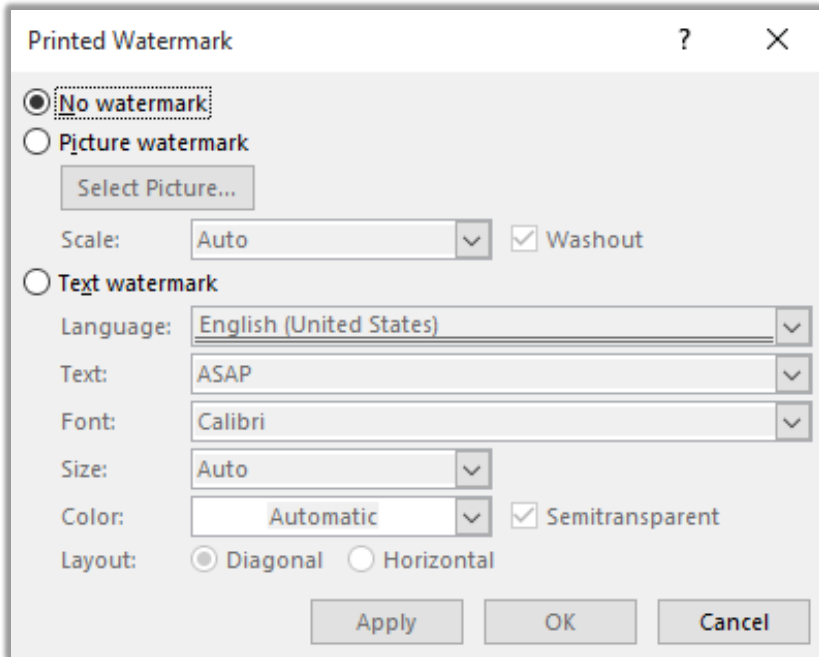 Printed Watermark ?
No watermark
Picture watermark
Select Picture...
Scale: Auto Washout
Text watermark
Language: English (United States)
Text: ASAP
Font: Calibri
Size: Auto
Color: Automatic Semitransparent
Layout: Diagonal Horizontal
Apply OK Cancel